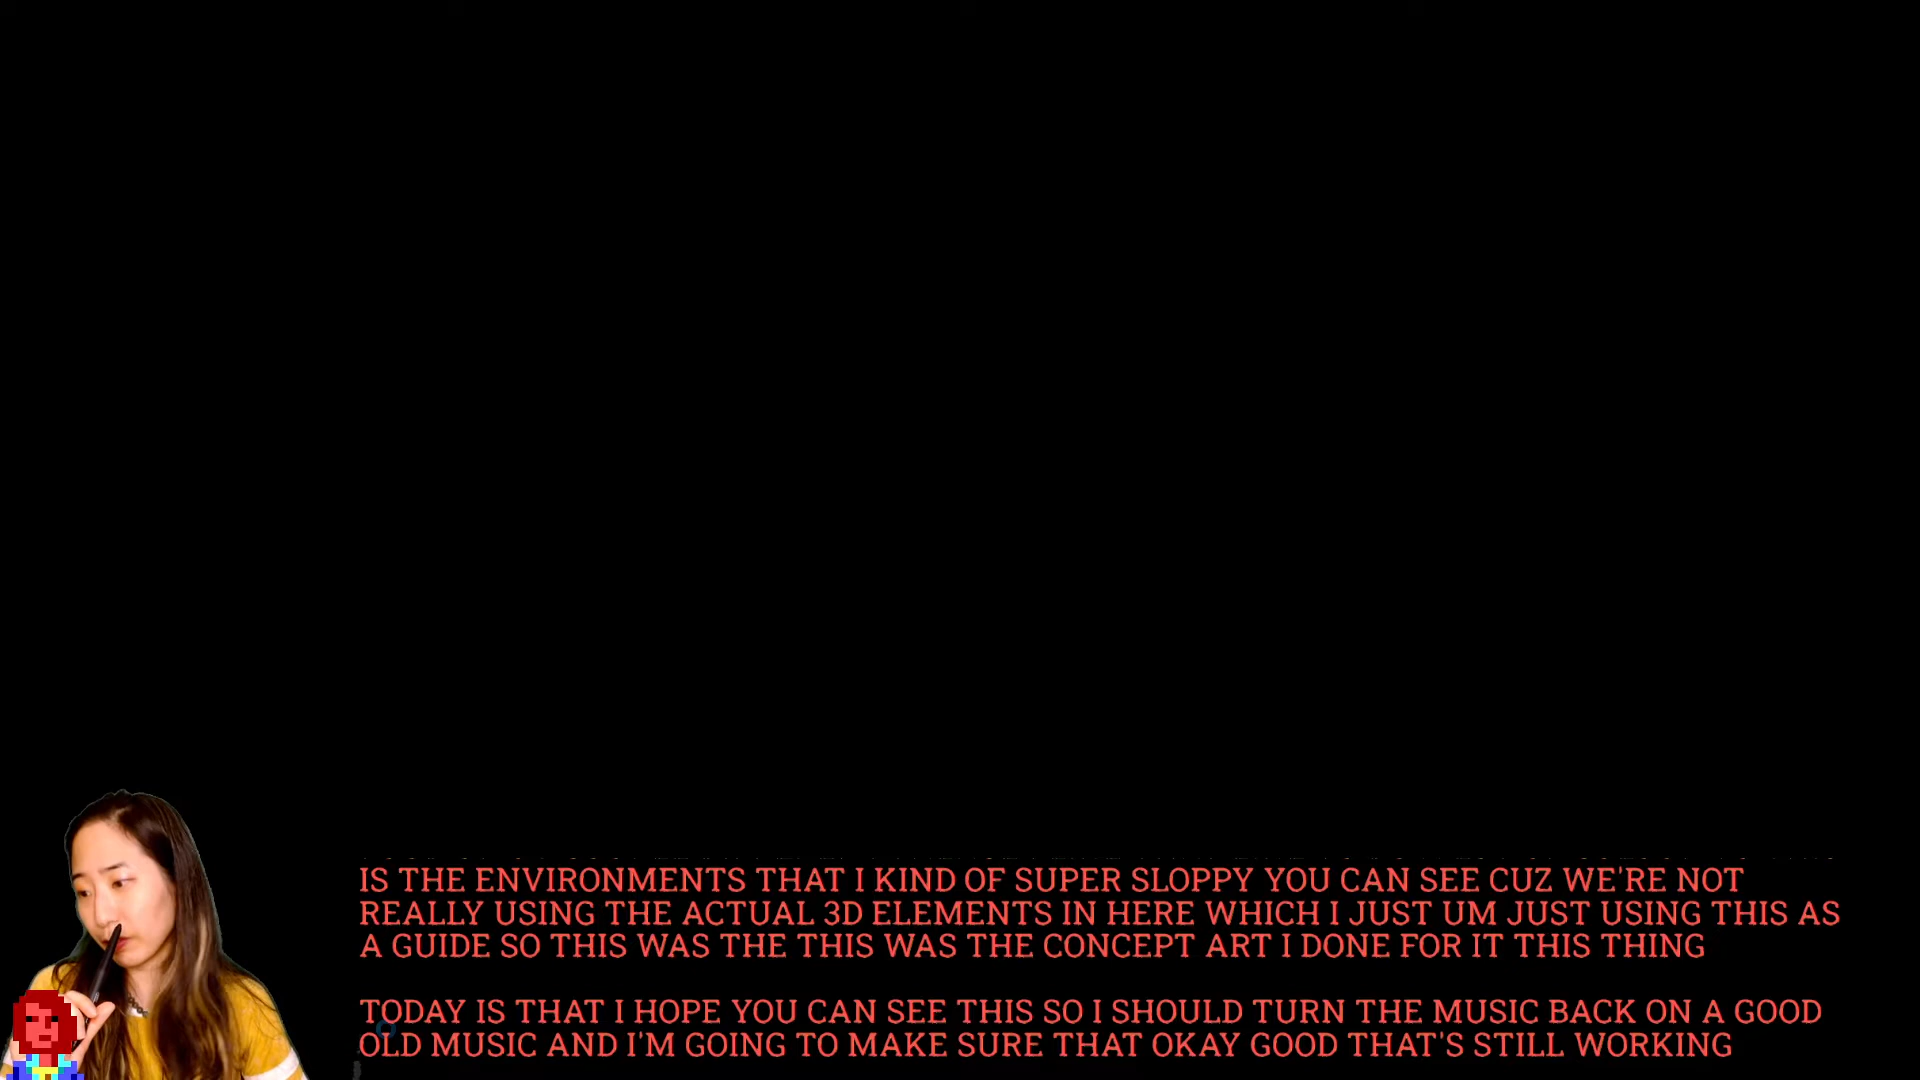 IS THE ENVIRONMENTS THAT I KIND OF SUPER SLOPPY YOU CAN SEE CUZ WE'RE NOT
REALLY USING THE ACTUAL 3D ELEMENTS IN HERE WHICH I JUST UM JUST USING THIS AS
A GUIDE SO THIS WAS THE THIS WAS THE CONCEPT ART I DONE FOR IT THIS THING
TODAY IS THAT I HOPE YOU CAN SEE THIS SO I SHOULD TURN THE MUSIC BACK ON A GOOD
OLD MUSIC AND I'M GOING TO MAKE SURE THAT OKAY GOOD THAT'S STILL WORKING